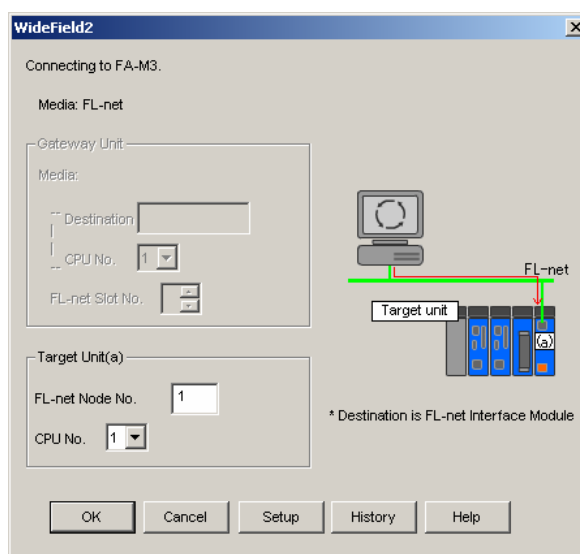 WideField2
Connecting to FA-M3.
Media: FL-net
Gateway Unit
Media:
Destination
CPU No. 1
FL-net Slot No.
FL-net
Target unit
(a)
Target Unit(a)
FL-net Node No. 1
CPU No. 1
* Destination is FL-net Interface Module
OK Cancel Setup History Help